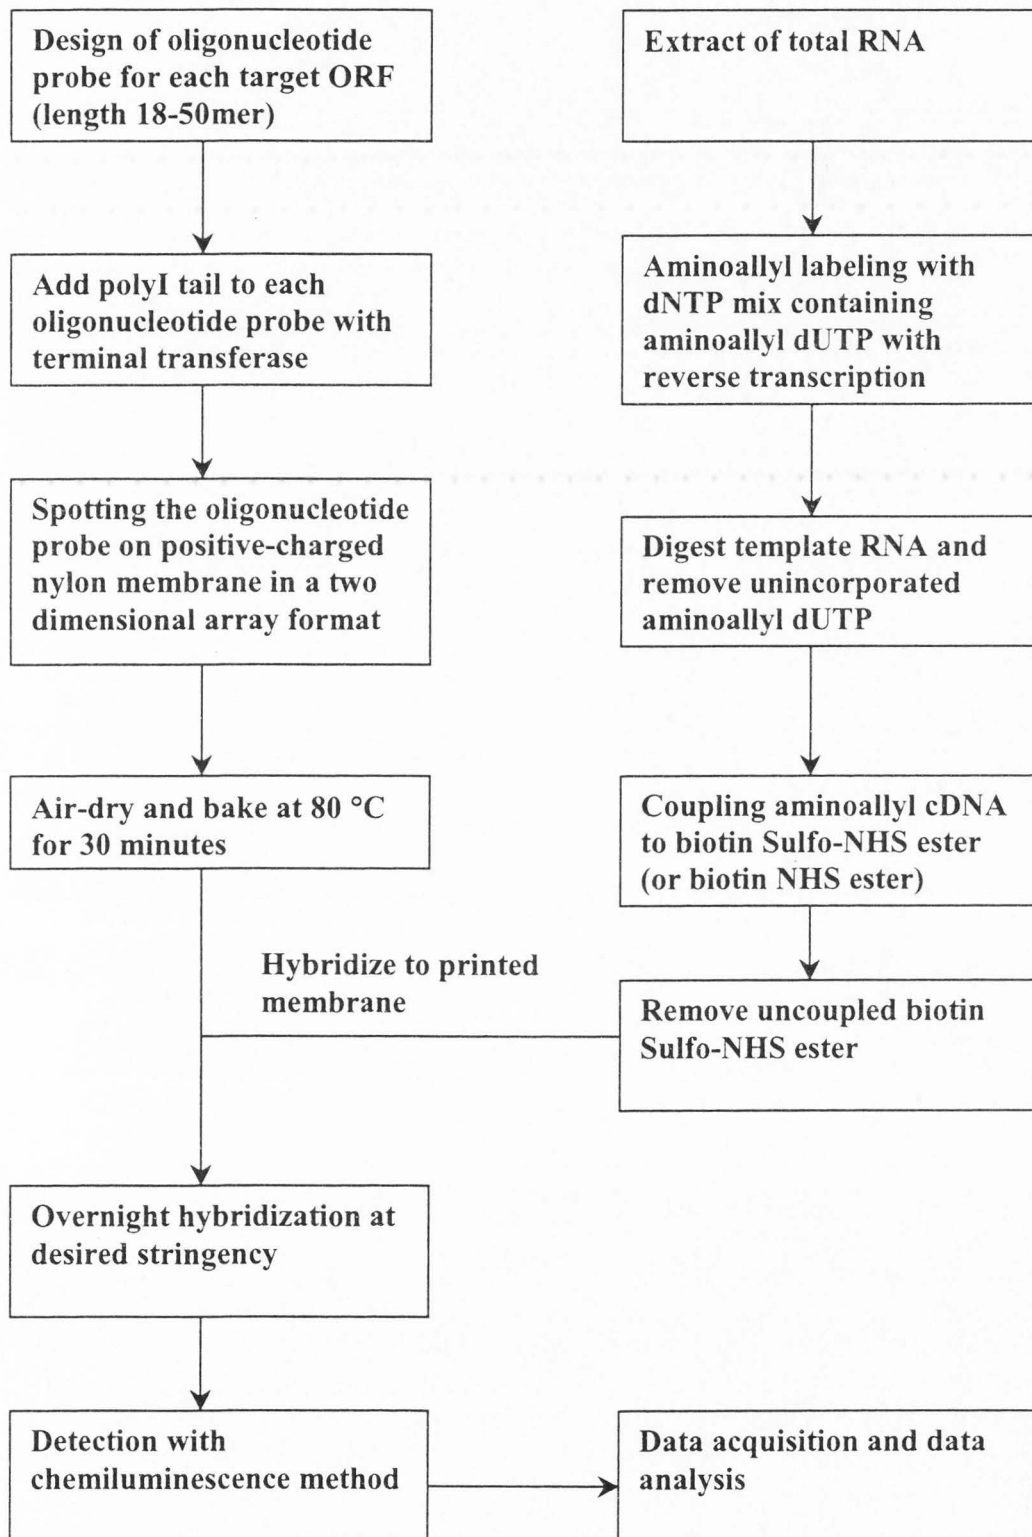 Design of oligonucleotide
probe for each target ORF
(length 18-50mer)
Add polyI tail to each
oligonucleotide probe with
terminal transferase
Spotting the oligonucleotide
probe on positive-charged
nylon membrane in a two
dimensional array format
Air-dry and bake at 80 °C
for 30 minutes
Extract of total RNA
Aminoallyl labeling with
dNTP mix containing
aminoallyl dUTP with
reverse transcription
Digest template RNA and
remove unincorporated
aminoallyl dUTP
Coupling aminoallyl cDNA
to biotin Sulfo-NHS ester
(or biotin NHS ester)
Remove uncoupled biotin
Sulfo-NHS ester
Hybridize to printed
membrane
Overnight hybridization at
desired stringency
Detection with
chemiluminescence method
Data acquisition and data
analysis